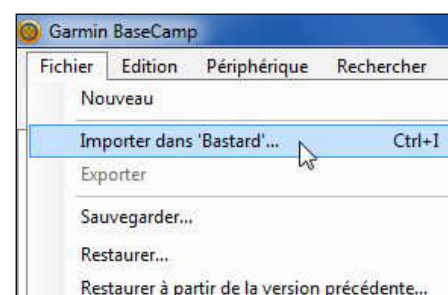 Garmin BaseCamp
Fichier Edition Périphérique Rechercher
Nouveau
Importer dans 'Bastard'... Ctrl+I
Exporter
Sauvegarder...
Restaurer...
Restaurer à partir de la version précédente...